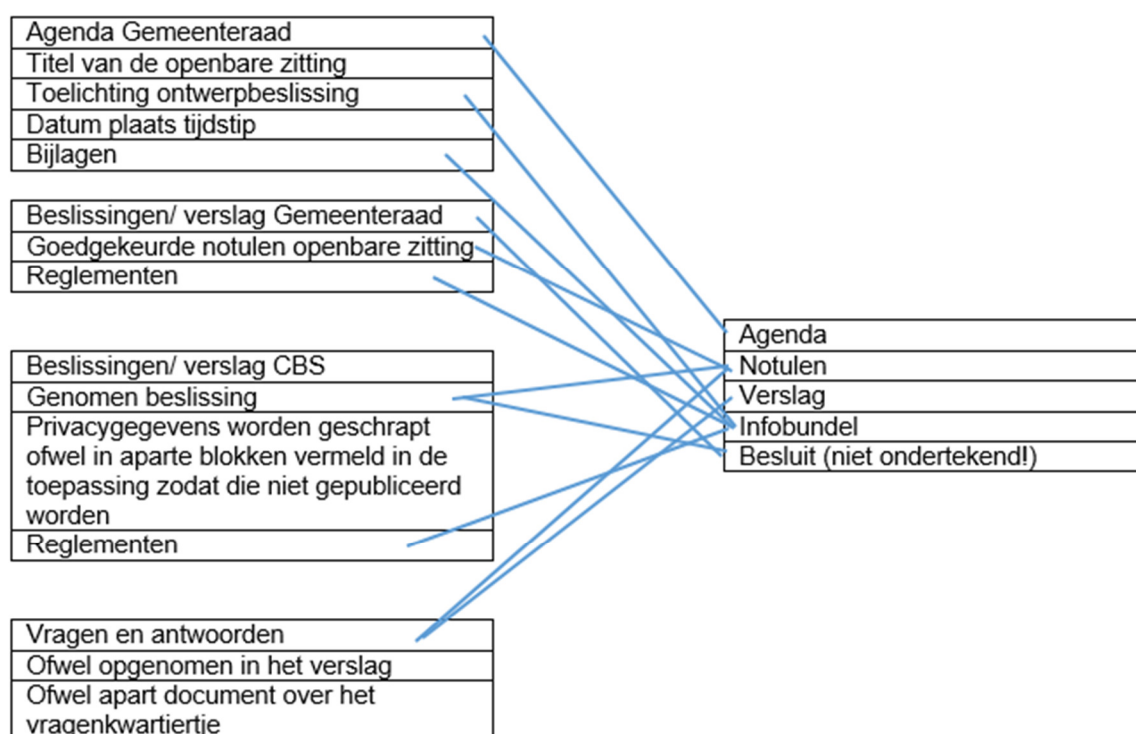 Agenda Gemeenteraad
Titel van de openbare zitting
Toelichting ontwerpbeslissing
Datum plaats tijdstip
Bijlagen
Beslissingen/ verslag Gemeenteraad
Goedgekeurde notulen openbare zitting
Reglementen
Beslissingen/ verslag CBS
Genomen beslissing
Privacygegevens worden geschrapt
ofwel in aparte blokken vermeld in de
toepassing zodat die niet gepubliceerd
worden
Reglementen
Vragen en antwoorden
Ofwel opgenomen in het verslag
Ofwel apart document over het
vragenkwartiertje
Agenda
Notulen
Verslag
Infobundel
Besluit (niet ondertekend!)